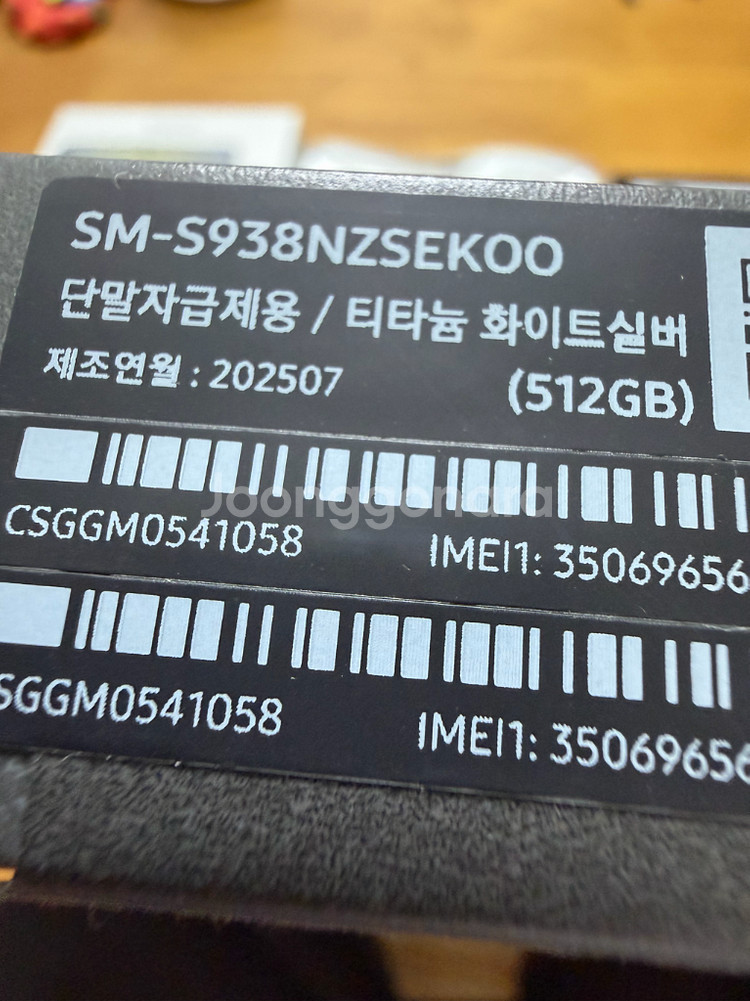 SM-S938NZSEKOO
단말자급제용 / 티타늄 화이트실버
제조연월 : 202507 (512GB)
Joonggonara
CSGGM0541058 IMEI1: 35069656
SGGM0541058 IMEI1: 35069656